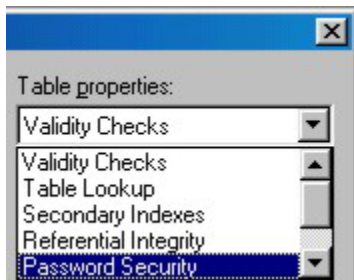 Table properties:
Validity Checks
Validity Checks
Table Lookup
Secondary Indexes
Referential Integrity
Password Security